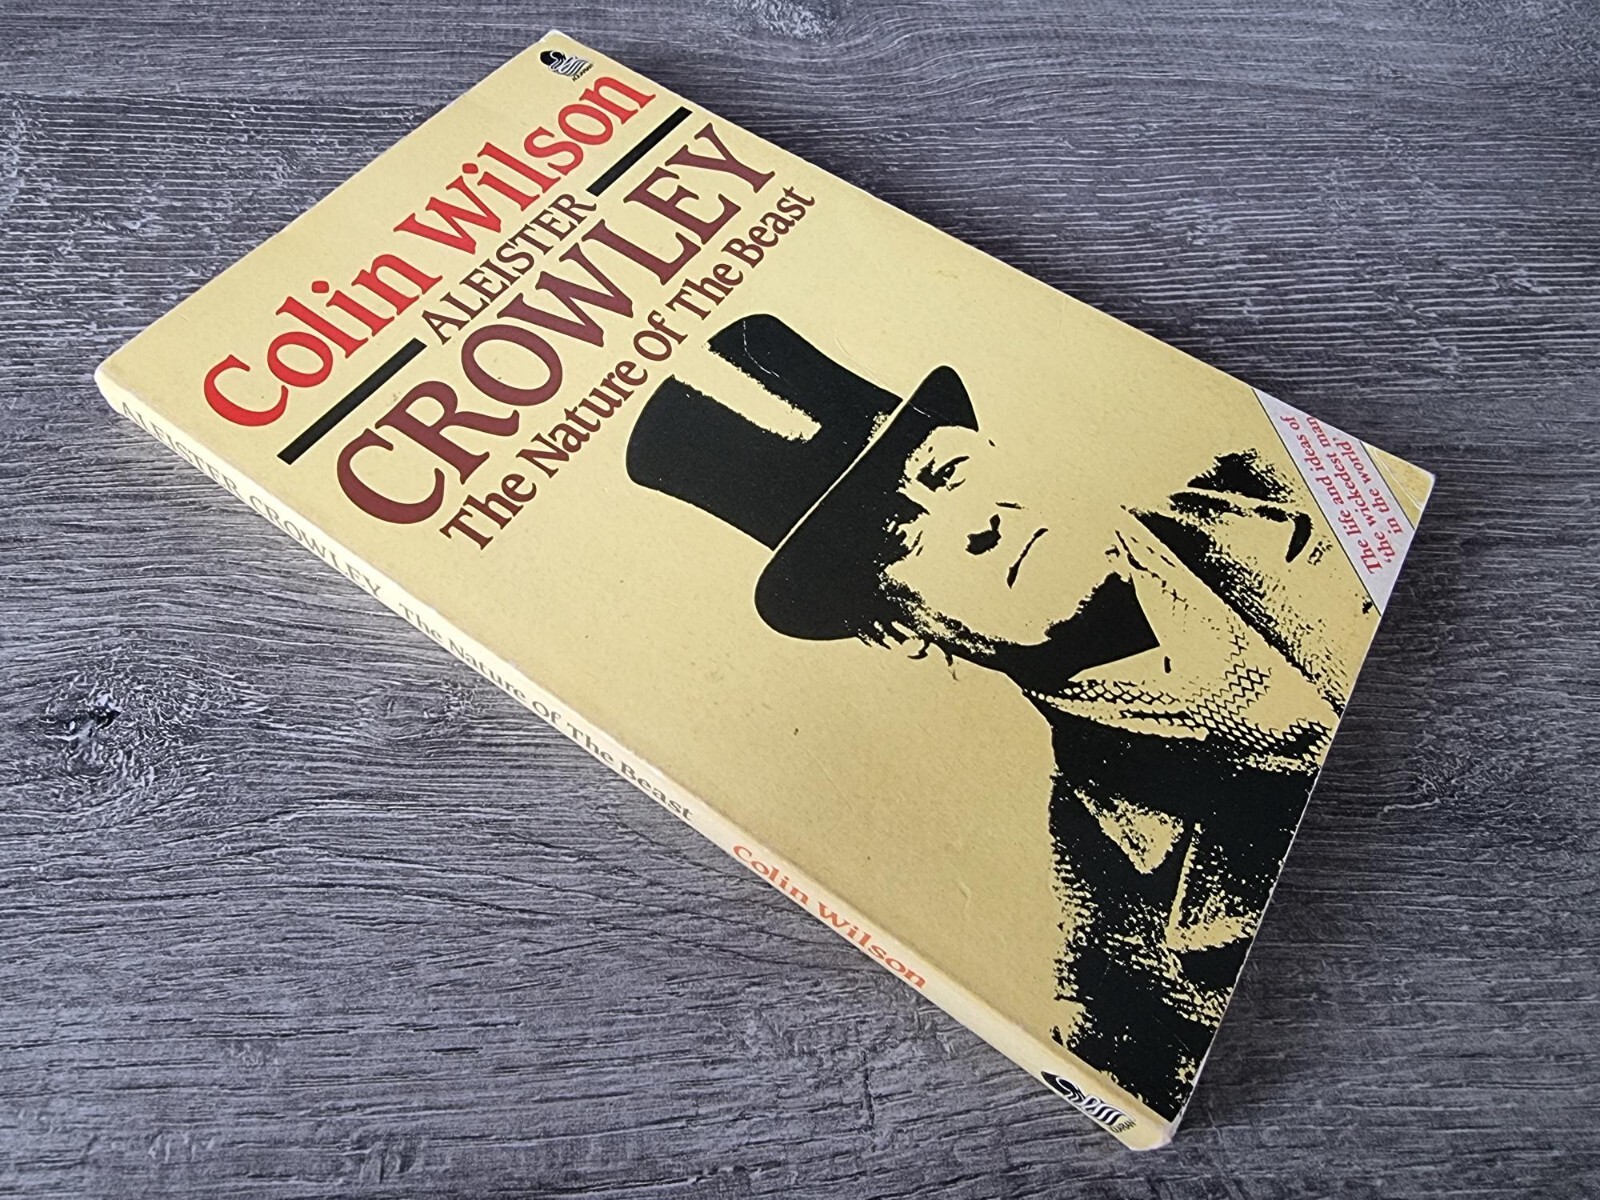 Colin Wilson
ALEISTER
CROWLEY
The Nature Of The Beast
The life and ideas of
'the wickedest man
in the world'
ALEISTER CROWLEY The Nature Of The Beast Colin Wilson